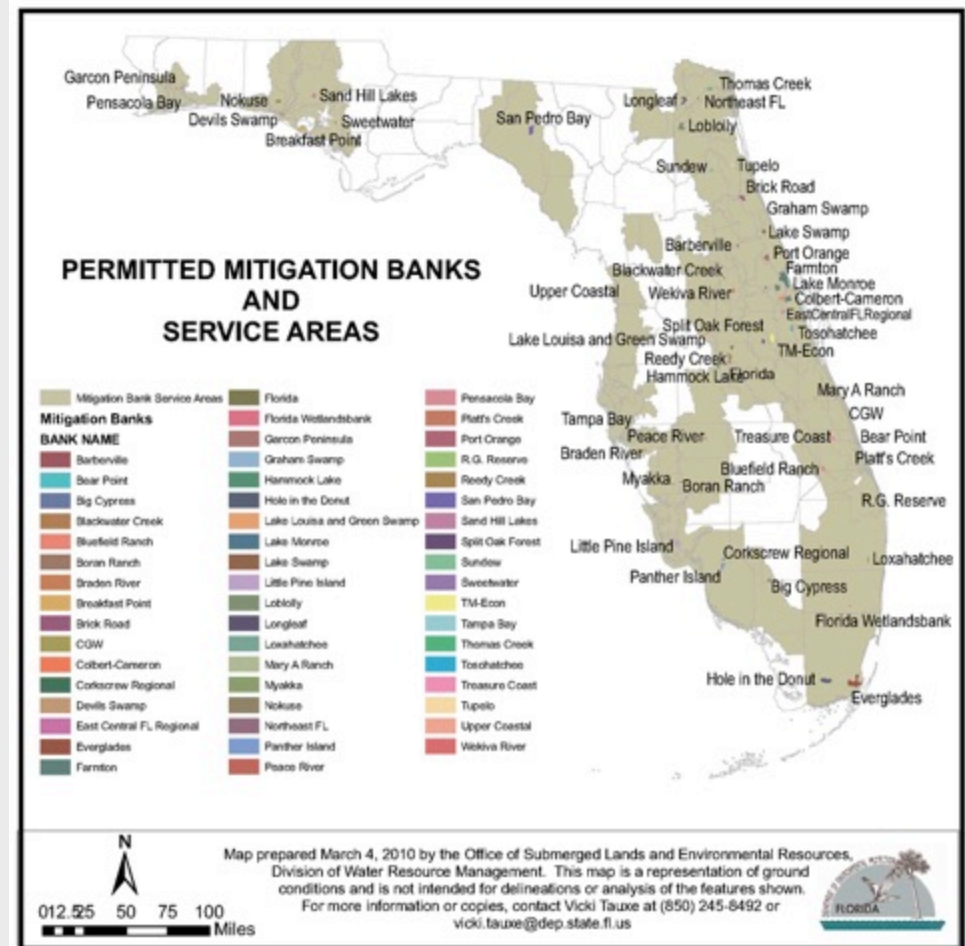 Garcon Peninsula
Pensacola Bay
Nokuse
Devils Swamp
Sand Hill Lakes
Sweetwater
Breakfast Point
San Pedro Bay
Longleaf
Thomas Creek
Northeast FL
Loblolly
Sundew
Tupelo
Brick Road
Graham Swamp
Lake Swamp
Barberville
Port Orange
Blackwater Creek
Farmton
Lake Monroe
Upper Coastal
Wekiva River
Colbert-Cameron
EastCentralFLRegional
Split Oak Forest
Tosohatchee
Lake Louisa and Green Swamp
TM-Econ
Reedy Creek
Hammock Lake
Florida
Mary A Ranch
CGW
Tampa Bay
Peace River
Treasure Coast
Bear Point
Braden River
Platt's Creek
Bluefield Ranch
Myakka
Boran Ranch
R.G. Reserve
Little Pine Island
Corkscrew Regional
Loxahatchee
Panther Island
Big Cypress
Florida Wetlandsbank
Hole in the Donut
Everglades
PERMITTED MITIGATION BANKS
AND
SERVICE AREAS
Mitigation Bank Service Areas
Mitigation Banks
BANK NAME
Barberville
Bear Point
Big Cypress
Blackwater Creek
Bluefield Ranch
Boran Ranch
Braden River
Breakfast Point
Brick Road
CGW
Colbert-Cameron
Corkscrew Regional
Devils Swamp
East Central FL Regional
Everglades
Farmton
Florida
Florida Wetlandsbank
Garcon Peninsula
Graham Swamp
Hammock Lake
Hole in the Donut
Lake Louisa and Green Swamp
Lake Monroe
Lake Swamp
Little Pine Island
Loblolly
Longleaf
Loxahatchee
Mary A Ranch
Myakka
Nokuse
Northeast FL
Panther Island
Peace River
Pensacola Bay
Platt's Creek
Port Orange
R.G. Reserve
Reedy Creek
San Pedro Bay
Sand Hill Lakes
Split Oak Forest
Sundew
Sweetwater
TM-Econ
Tampa Bay
Thomas Creek
Tosohatchee
Treasure Coast
Tupelo
Upper Coastal
Wekiva River
N
012.525 50 75 100
Miles
Map prepared March 4, 2010 by the Office of Submerged Lands and Environmental Resources,
Division of Water Resource Management. This map is a representation of ground
conditions and is not intended for delineations or analysis of the features shown.
For more information or copies, contact Vicki Tauxe at (850) 245-8492 or
vicki.tauxe@dep.state.fl.us
FLORIDA